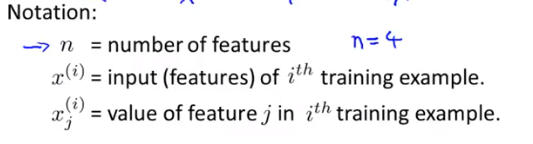 Notation:
→ n = number of features n=4
x^{(i)} = input (features) of i^{th} training example.
x_j^{(i)} = value of feature j in i^{th} training example.